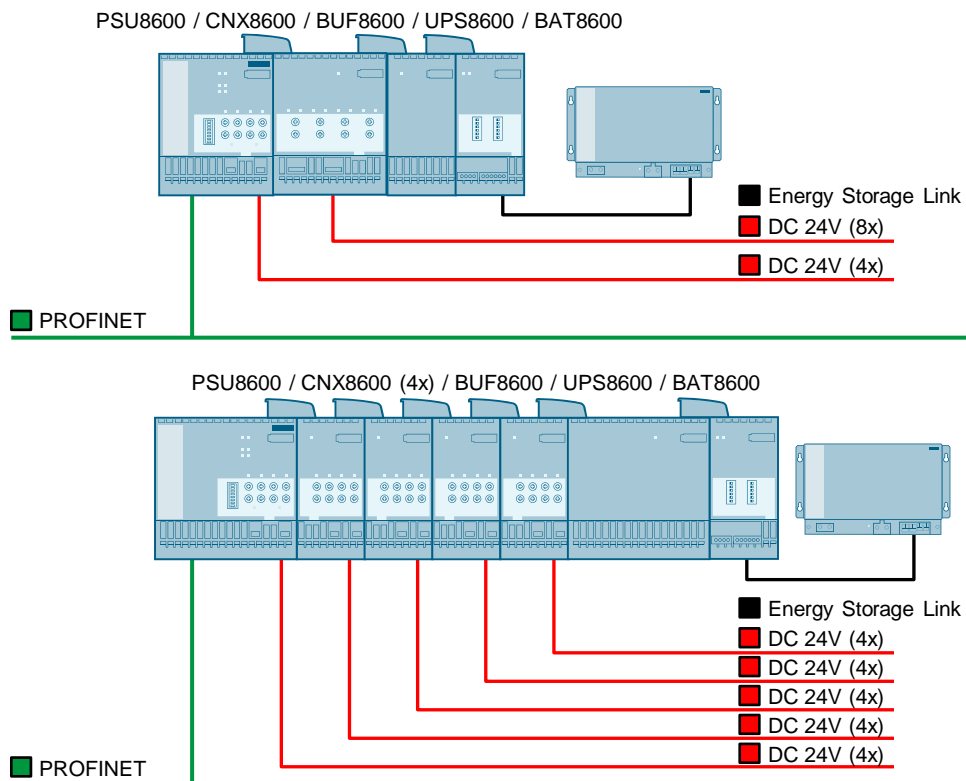 PSU8600 / CNX8600 / BUF8600 / UPS8600 / BAT8600
Energy Storage Link
DC 24V (8x)
DC 24V (4x)
PROFINET
PSU8600 / CNX8600 (4x) / BUF8600 / UPS8600 / BAT8600
Energy Storage Link
DC 24V (4x)
DC 24V (4x)
DC 24V (4x)
DC 24V (4x)
DC 24V (4x)
PROFINET